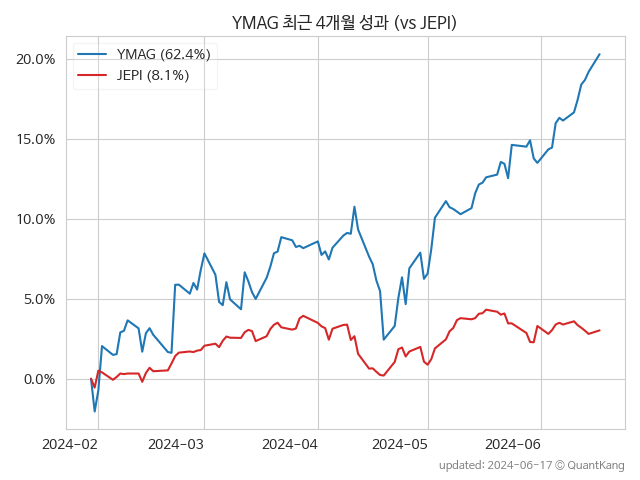 YMAG 최근 4개월 성과 (vs JEPI)
YMAG (62.4%)
JEPI (8.1%)
20.0%
15.0%
10.0%
5.0%
0.0%
2024-02 2024-03 2024-04 2024-05 2024-06
updated: 2024-06-17 © QuantKang